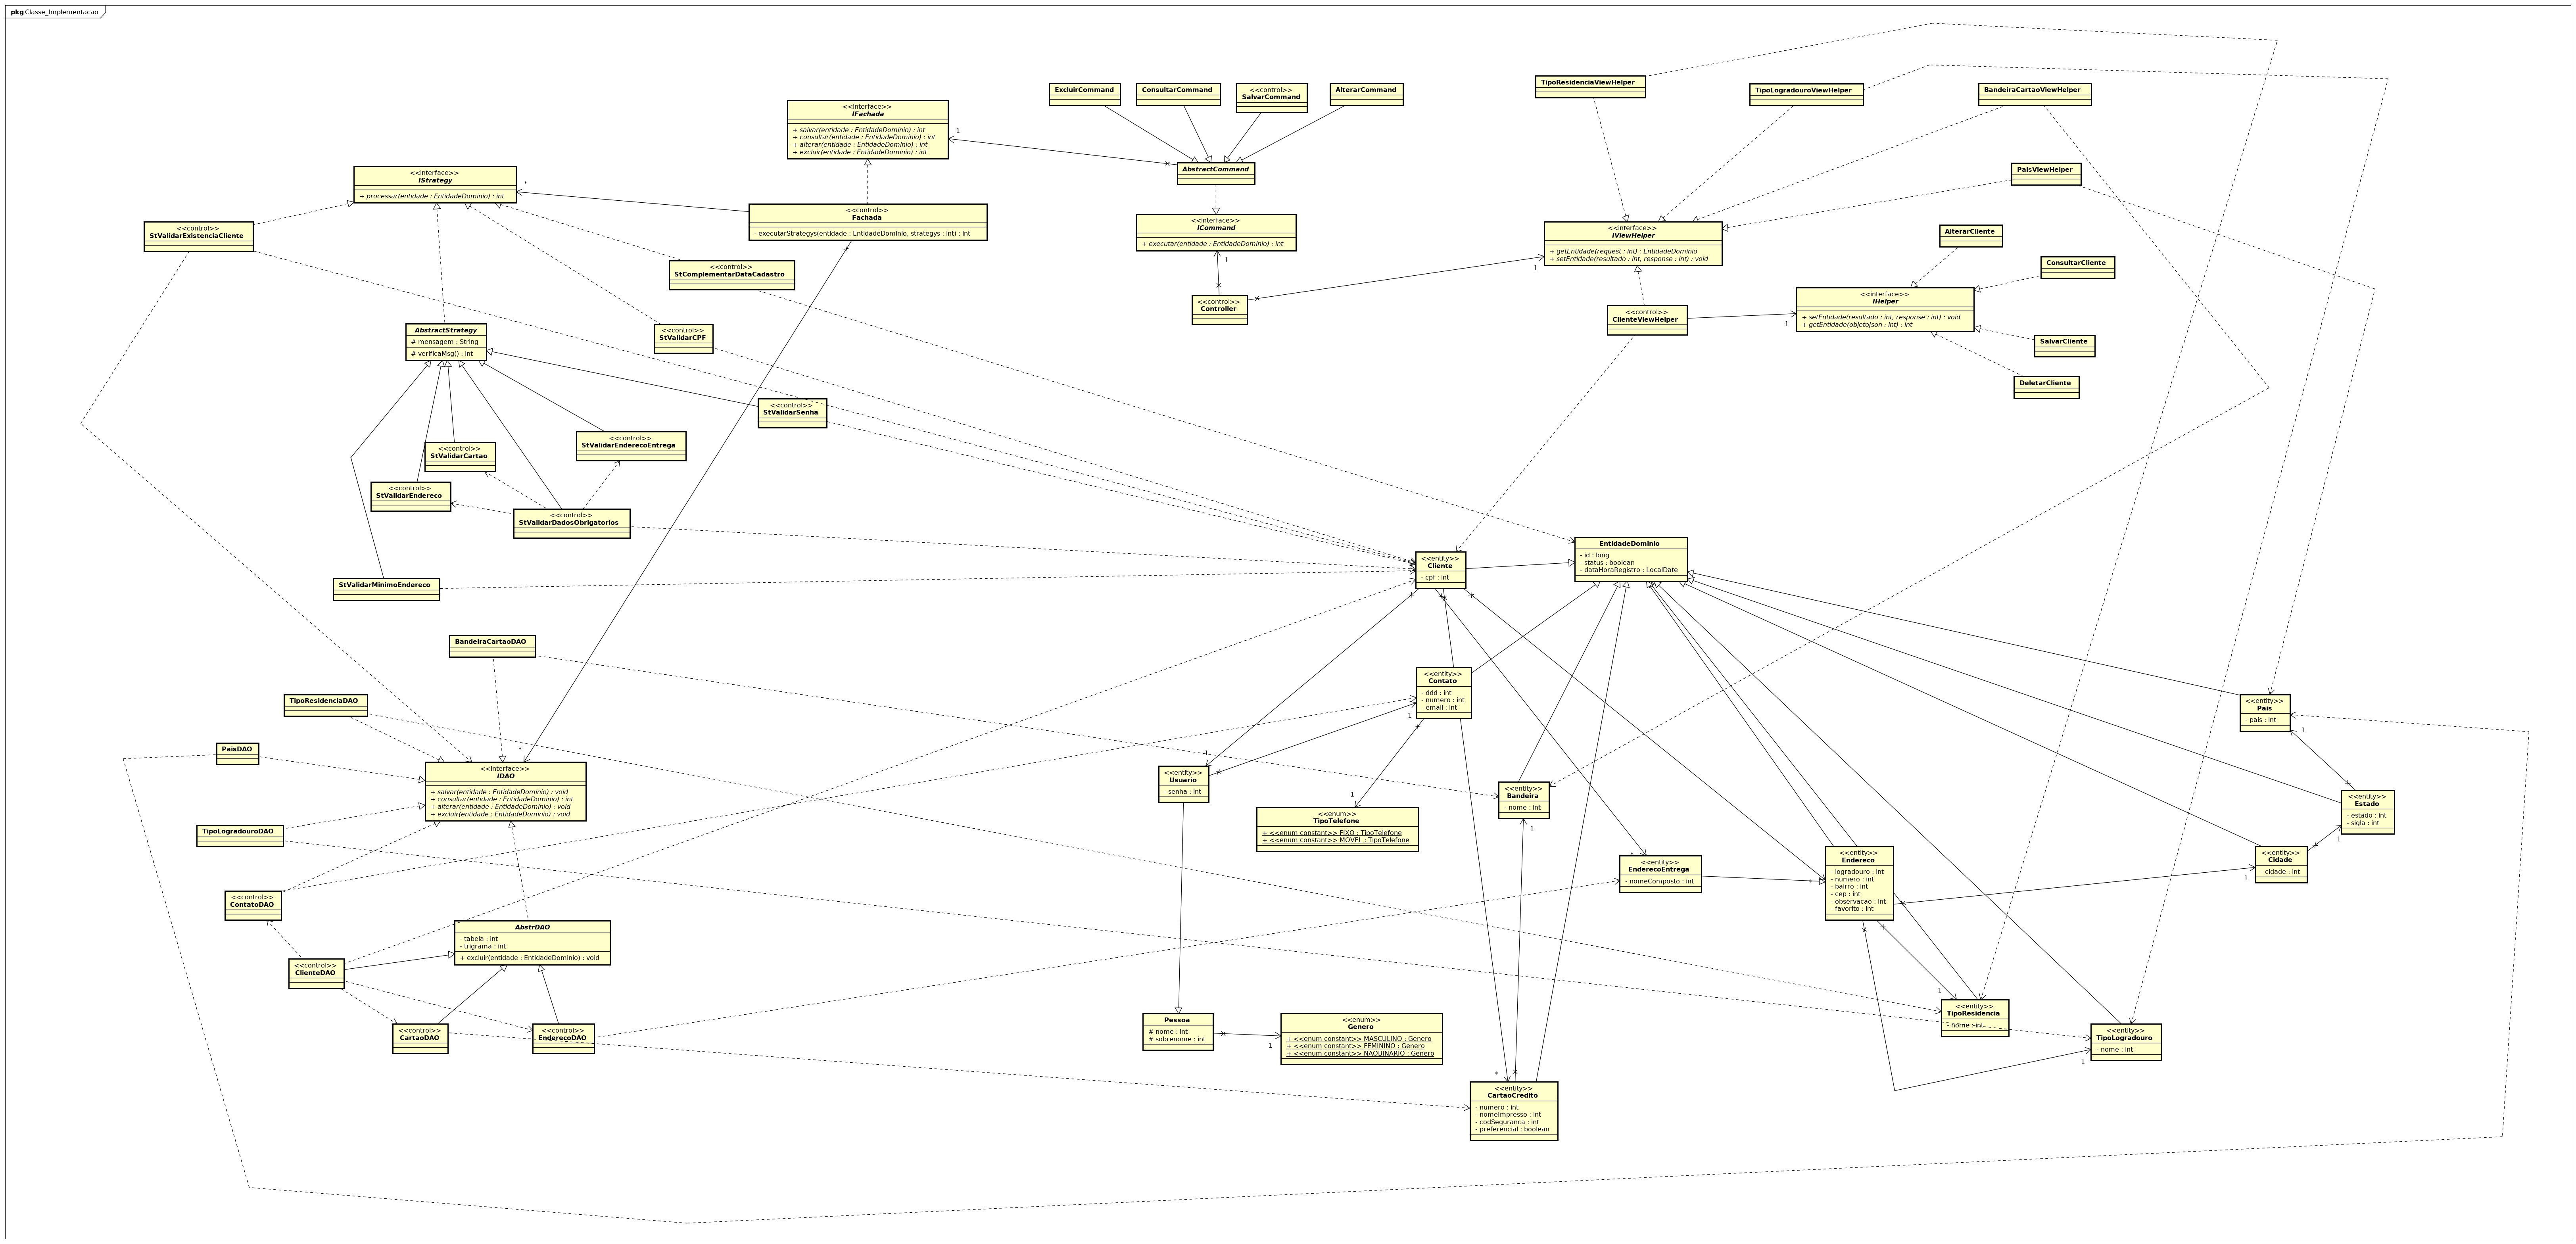 pkg Classe_Implementacao
TipoResidenciaViewHelper
TipoLogradouroViewHelper
BandeiraCartaoViewHelper
ExcluirCommand
ConsultarCommand
<<control>>
SalvarCommand
AlterarCommand
<<interface>>
IFachada
+ salvar(entidade : EntidadeDominio) : int
+ consultar(entidade : EntidadeDominio) : int
+ alterar(entidade : EntidadeDominio) : int
+ excluir(entidade : EntidadeDominio) : int
1
AbstractCommand
<<interface>>
IStrategy
+ processar(entidade : EntidadeDominio) : int
*
PaisViewHelper
<<control>>
Fachada
- executarStrategys(entidade : EntidadeDominio, strategys : int) : int
<<control>>
StValidarExistenciaCliente
<<interface>>
ICommand
+ executar(entidade : EntidadeDominio) : int
1
<<interface>>
IViewHelper
+ getEntidade(request : int) : EntidadeDominio
+ setEntidade(resultado : int, response : int) : void
1
AlterarCliente
ConsultarCliente
<<control>>
StComplementarDataCadastro
<<control>>
Controller
<<control>>
ClienteViewHelper
1
<<interface>>
IHelper
+ setEntidade(resultado : int, response : int) : void
+ getEntidade(objetoJson : int) : int
SalvarCliente
DeletarCliente
AbstractStrategy
# mensagem : String
# verificaMsg() : int
<<control>>
StValidarCPF
<<control>>
StValidarSenha
<<control>>
StValidarEnderecoEntrega
<<control>>
StValidarCartao
<<control>>
StValidarEndereco
<<control>>
StValidarDadosObrigatorios
StValidarMinimoEndereco
<<entity>>
Cliente
- cpf : int
EntidadeDominio
- id : long
- status : boolean
- dataHoraRegistro : LocalDate
BandeiraCartaoDAO
TipoResidenciaDAO
PaisDAO
*
<<interface>>
IDAO
+ salvar(entidade : EntidadeDominio) : void
+ consultar(entidade : EntidadeDominio) : int
+ alterar(entidade : EntidadeDominio) : void
+ excluir(entidade : EntidadeDominio) : void
TipoLogradouroDAO
<<control>>
ContatoDAO
AbstrDAO
- tabela : int
- trigrama : int
+ excluir(entidade : EntidadeDominio) : void
<<control>>
ClienteDAO
<<control>>
CartaoDAO
<<control>>
EnderecoDAO
<<entity>>
Contato
- ddd : int
- numero : int
- email : int
1
1
<<entity>>
Usuario
- senha : int
1
<<enum>>
TipoTelefone
+ <<enum constant>> FIXO : TipoTelefone
+ <<enum constant>> MOVEL : TipoTelefone
<<entity>>
Bandeira
- nome : int
1
<<entity>>
Pais
- pais : int
1
<<entity>>
Estado
- estado : int
- sigla : int
1
<<entity>>
Cidade
- cidade : int
1
*
1
<<entity>>
EnderecoEntrega
- nomeComposto : int
*
<<entity>>
Endereco
- logradouro : int
- numero : int
- bairro : int
- cep : int
- observacao : int
- favorito : int
1
<<entity>>
TipoResidencia
- nome : int
<<entity>>
TipoLogradouro
- nome : int
1
Pessoa
# nome : int
# sobrenome : int
1
<<enum>>
Genero
+ <<enum constant>> MASCULINO : Genero
+ <<enum constant>> FEMININO : Genero
+ <<enum constant>> NAOBINARIO : Genero
*
<<entity>>
CartaoCredito
- numero : int
- nomeImpresso : int
- codSeguranca : int
- preferencial : boolean